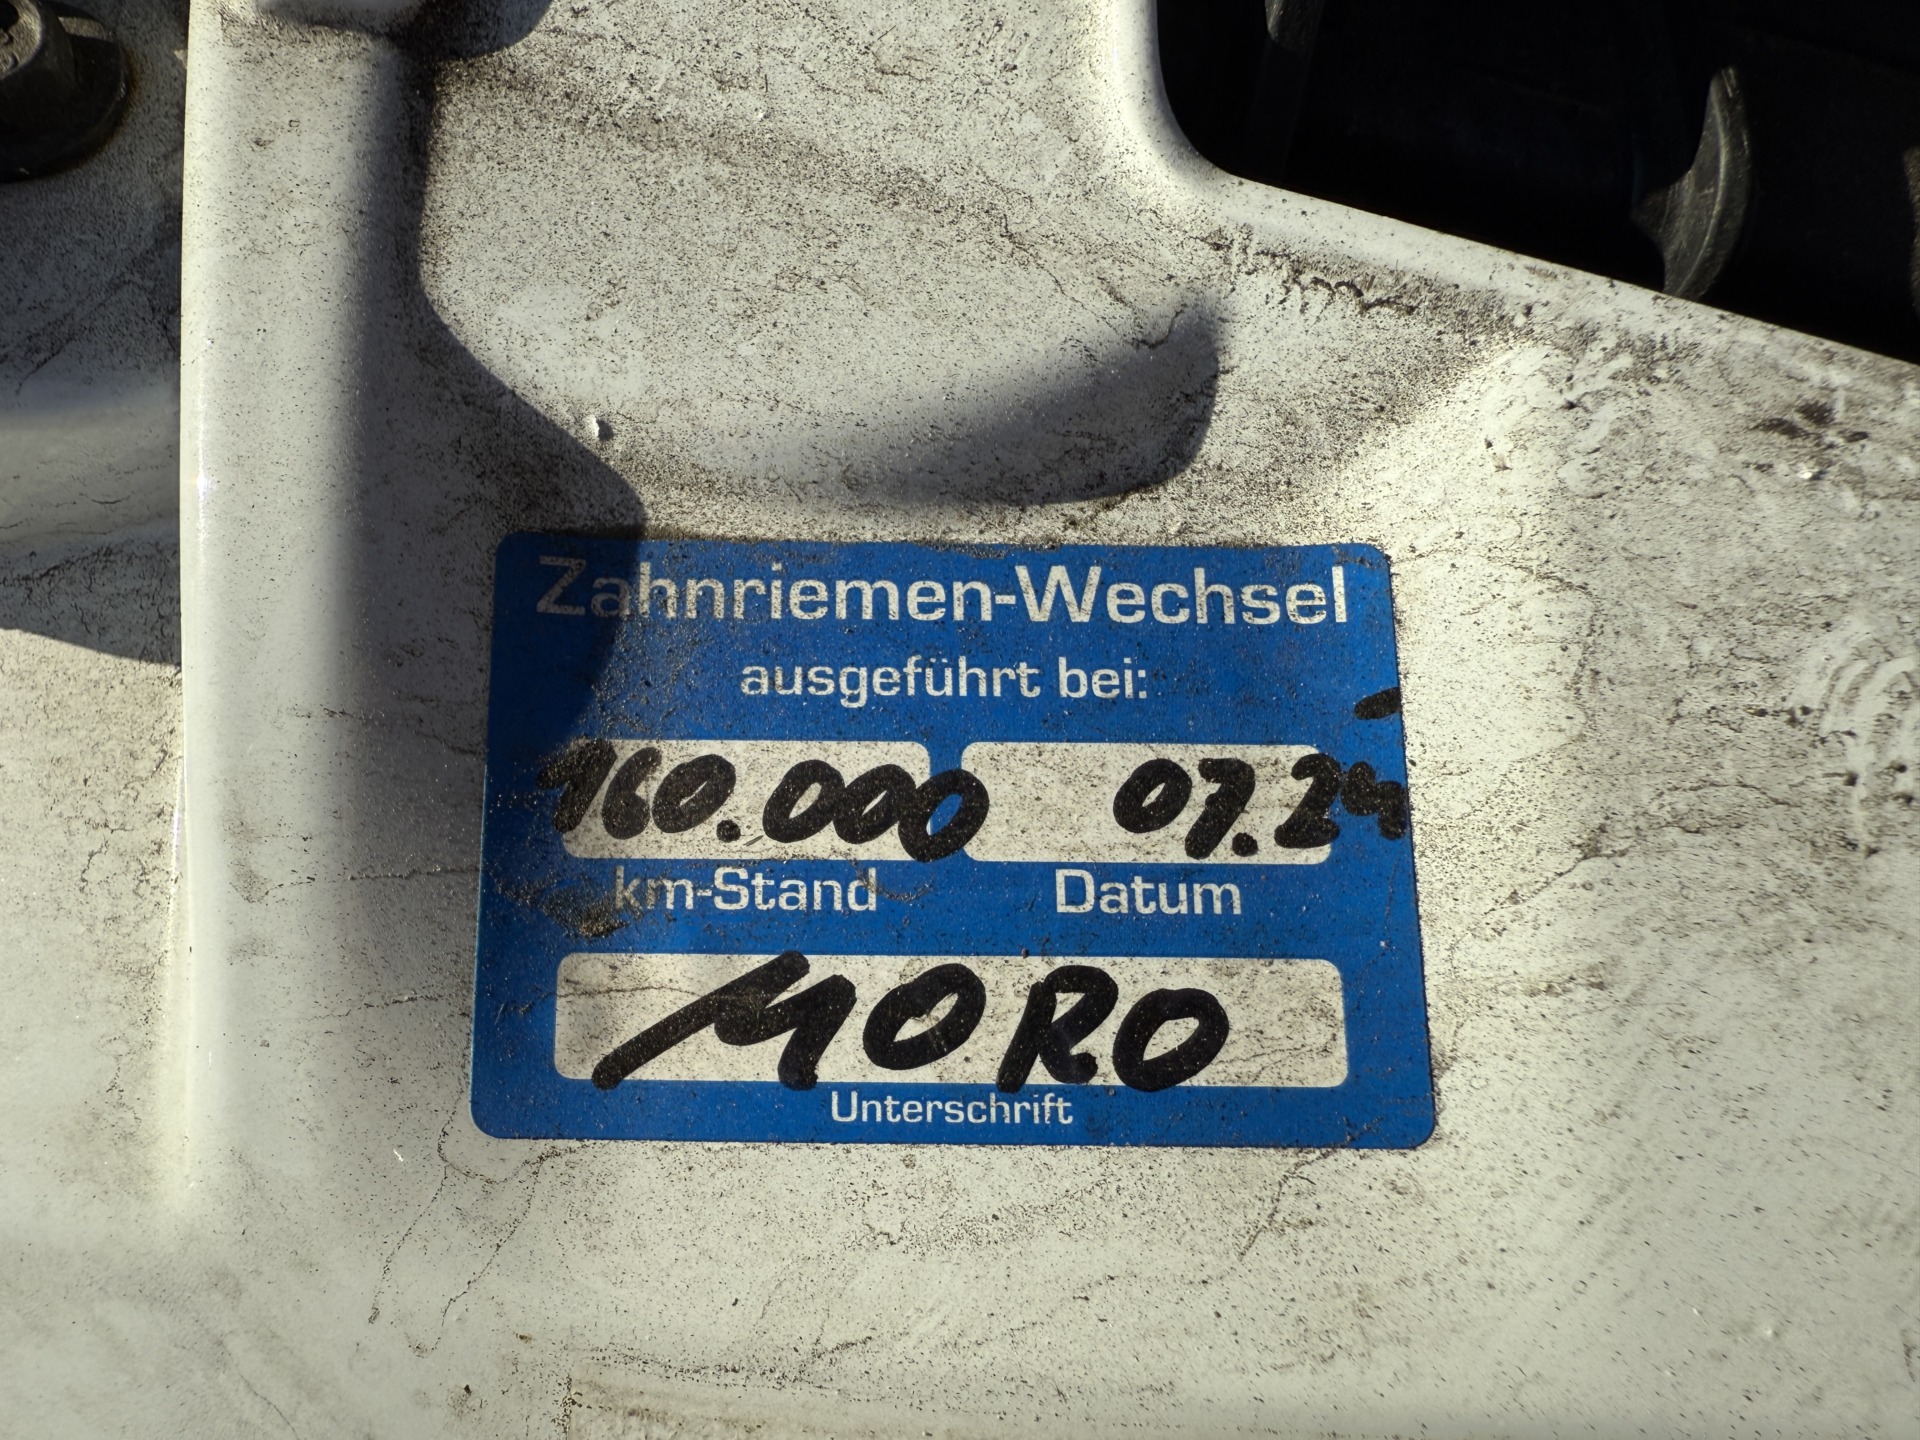 Zahnriemen-Wechsel
ausgeführt bei:
160.000 07.24
km-Stand Datum
MORO
Unterschrift